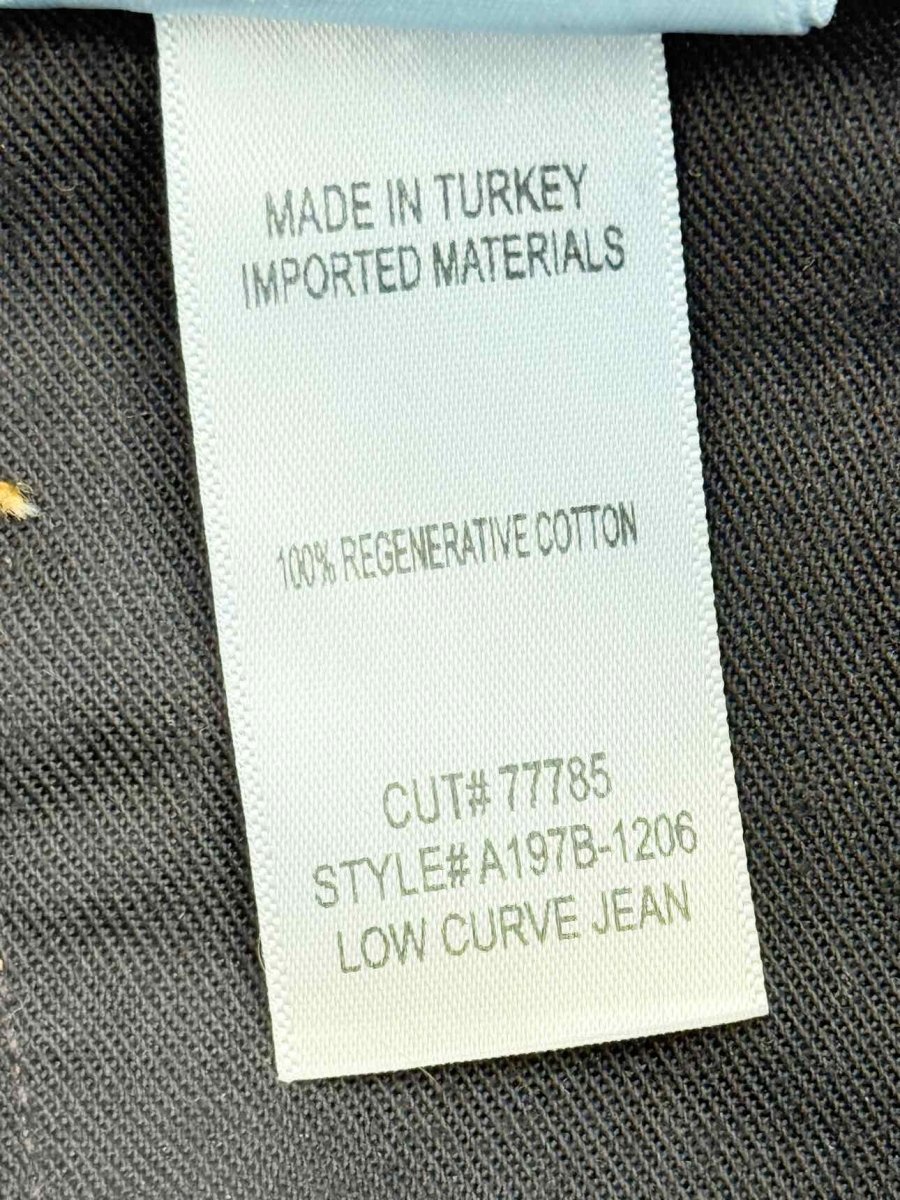 MADE IN TURKEY
IMPORTED MATERIALS
100% REGENERATIVE COTTON
CUT# 77785
STYLE# A197B-1206
LOW CURVE JEAN